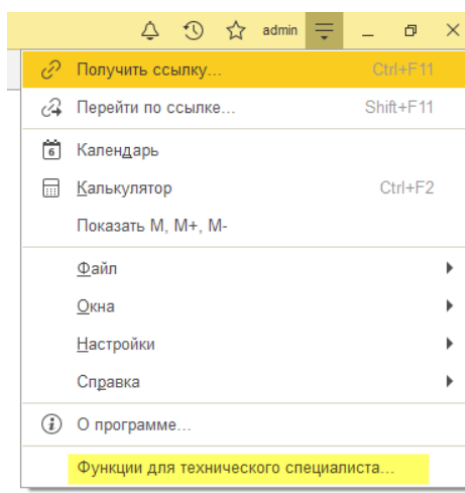 admin
Получить ссылку... Ctrl+F11
Перейти по ссылке... Shift+F11
6 Календарь
Калькулятор Ctrl+F2
Показать M, M+, M-
Файл
Окна
Настройки
Справка
О программе...
Функции для технического специалиста...